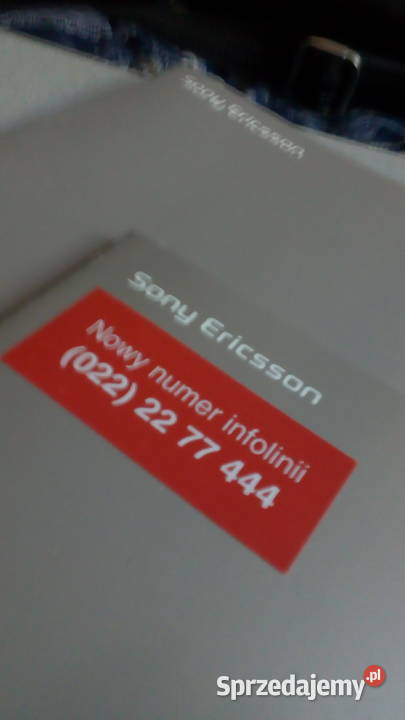 Sony Ericsson
Sony Ericsson
Nowy numer infolinii
(022) 22 77 444
Sprzedajemy.pl